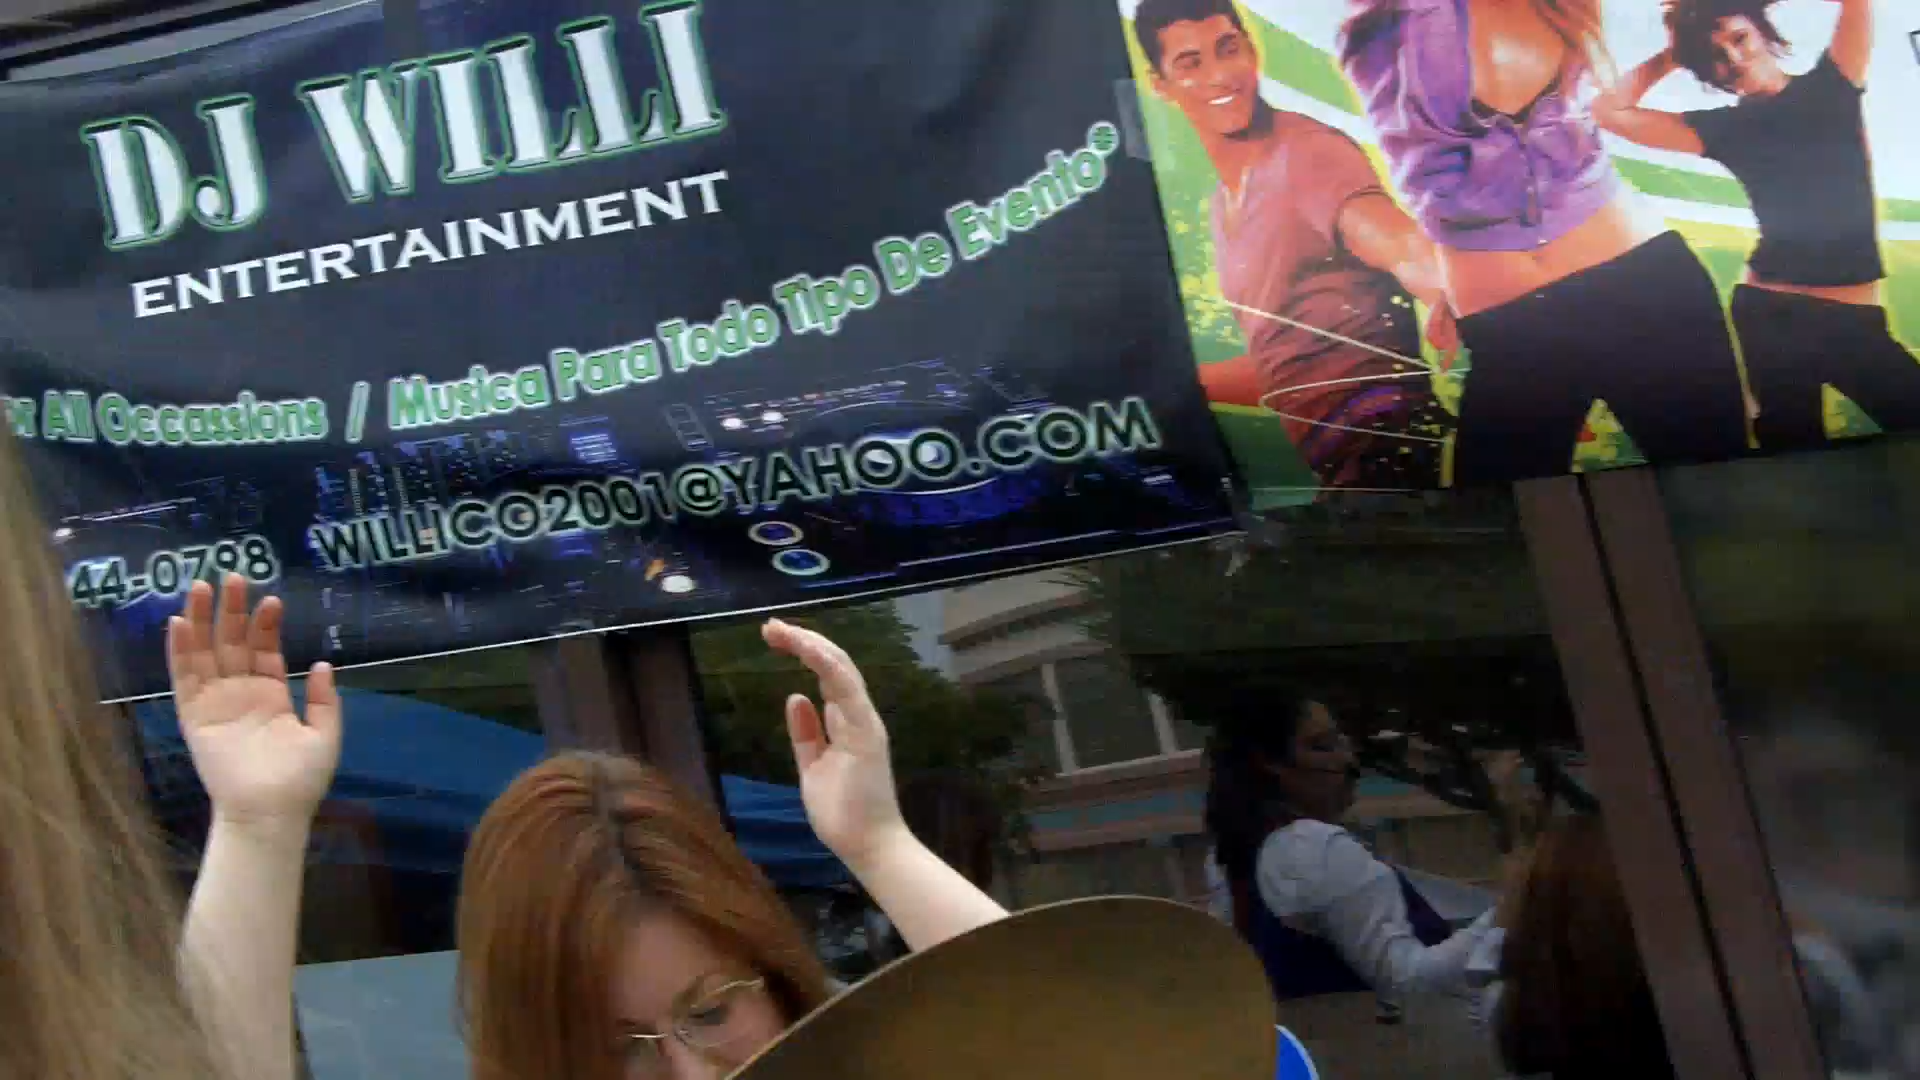 DJ WILLI
ENTERTAINMENT
All Occassions / Musica Para Todo Tipo De Evento*
44-0798 WILLICO2001@YAHOO.COM